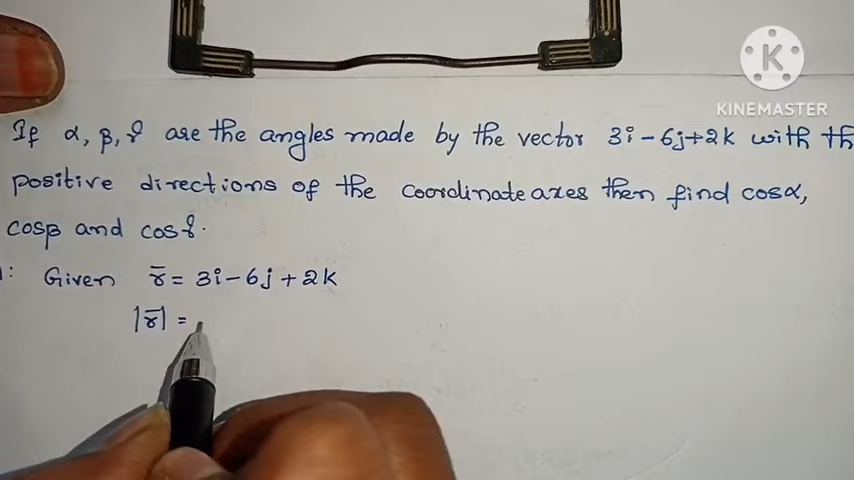 K
KINEMASTER
If α, β, γ are the angles made by the vector 3i-6j+2k with th
positive directions of the coordinate axes then find cosα,
cosβ and cosγ.
: Given r̄ = 3i-6j+2k
|r̄| =